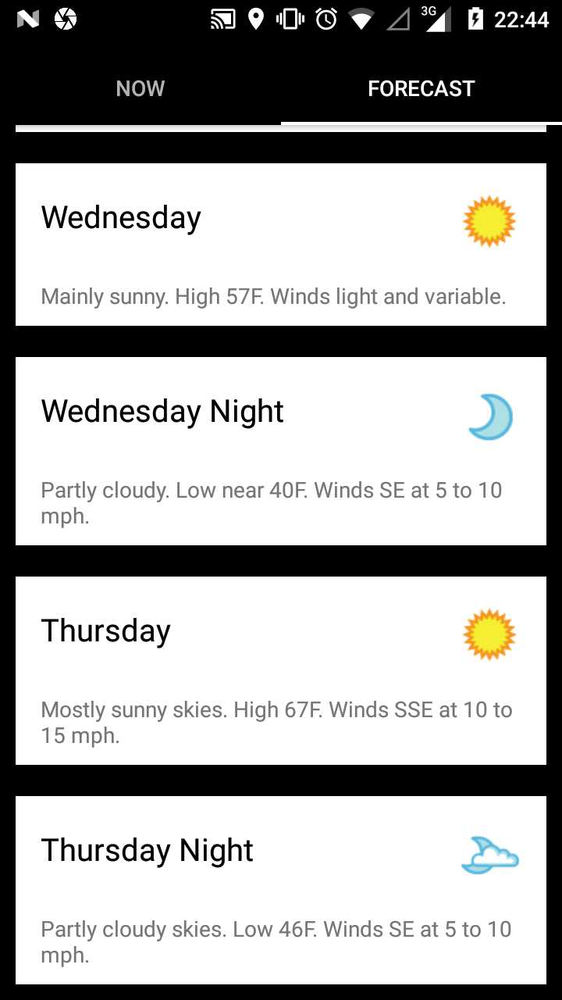 3G 22:44
NOW FORECAST
Wednesday
Mainly sunny. High 57F. Winds light and variable.
Wednesday Night
Partly cloudy. Low near 40F. Winds SE at 5 to 10
mph.
Thursday
Mostly sunny skies. High 67F. Winds SSE at 10 to
15 mph.
Thursday Night
Partly cloudy skies. Low 46F. Winds SE at 5 to 10
mph.